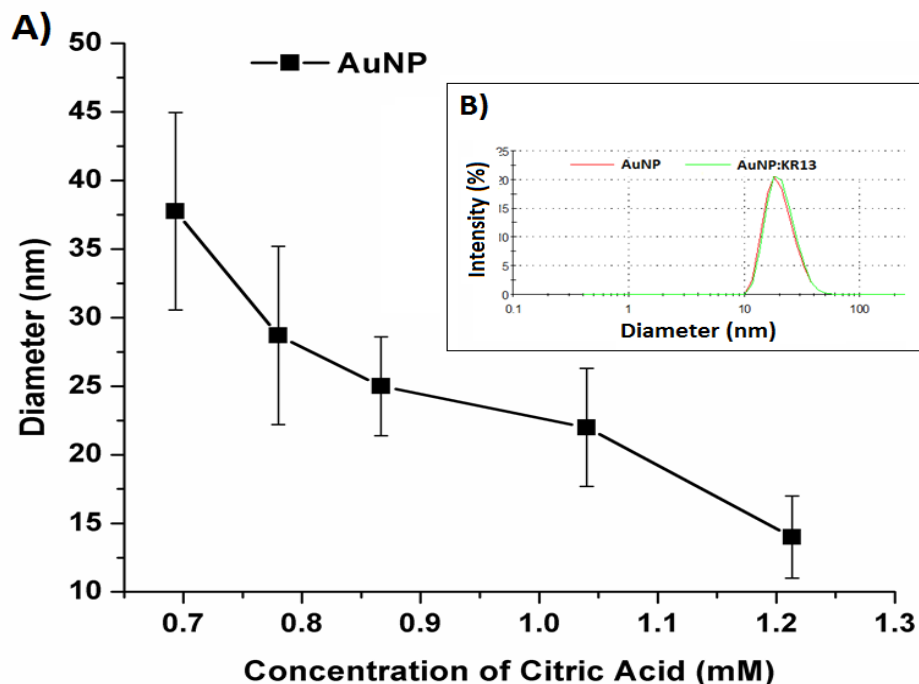 A)
AuNP
50
45
40
35
30
25
20
15
10
Diameter (nm)
0.7 0.8 0.9 1.0 1.1 1.2 1.3
Concentration of Citric Acid (mM)
B)
AuNP AuNP:KR13
25
20
15
10
5
0
Intensity (%)
0.1 1 10 100
Diameter (nm)